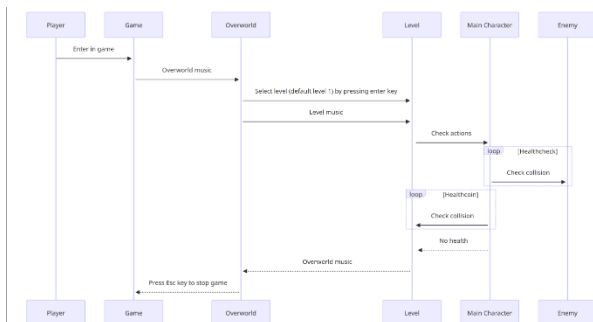 Player Game Overworld Level Main Character Enemy
Enter in game
Overworld music
Select level (default level 1) by pressing enter key
Level music
Check actions
loop [Healthcheck]
Check collision
loop [Healthcoin]
Check collision
No health
Overworld music
Press Esc key to stop game
Player Game Overworld Level Main Character Enemy